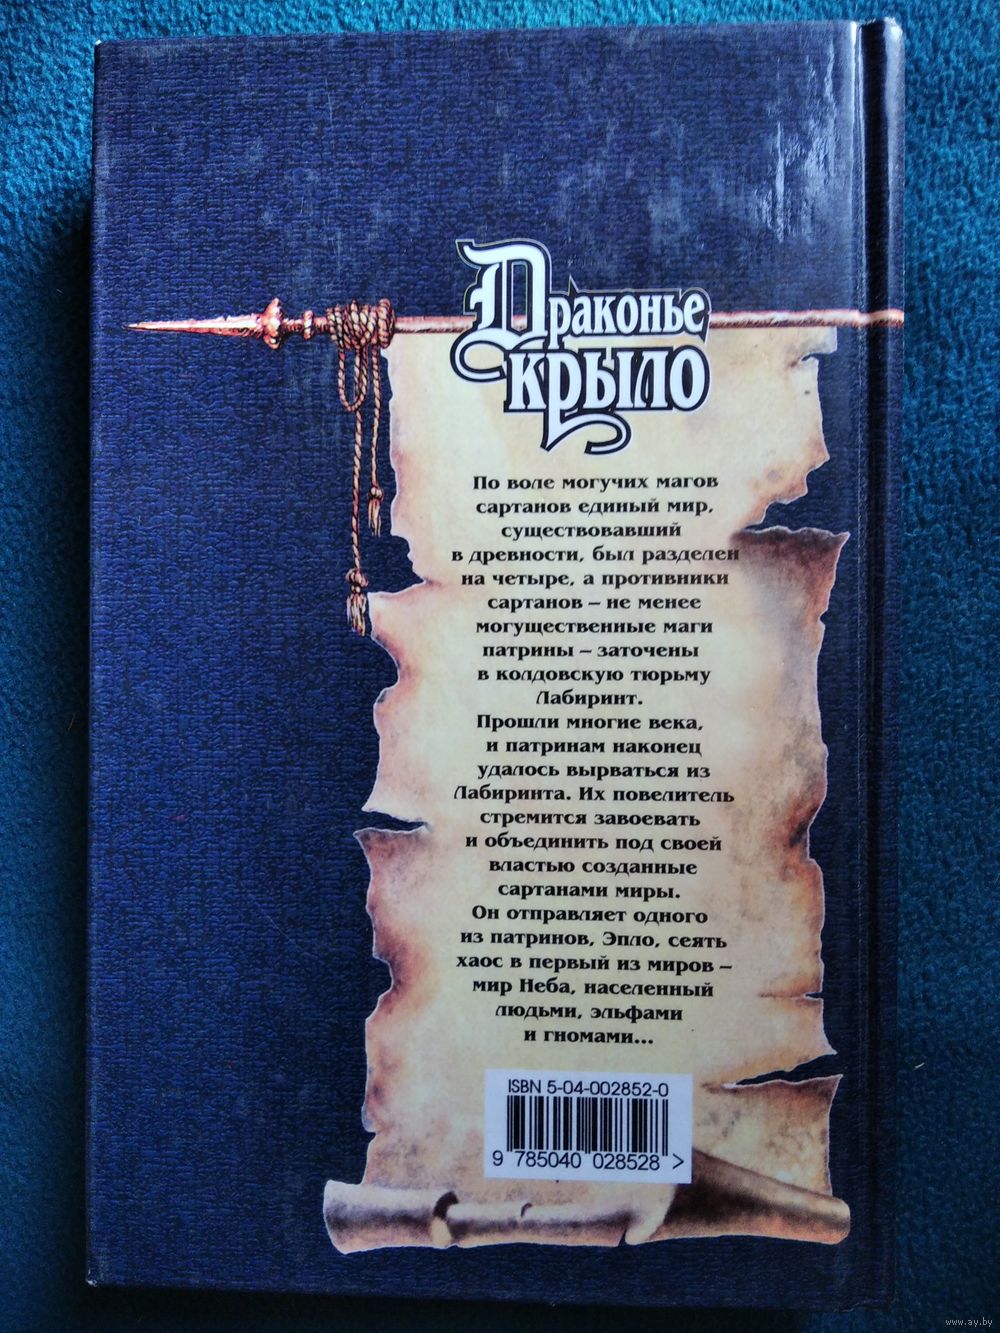 Драконье
крыло
По воле могучих магов
сартанов единый мир,
существовавший
в древности, был разделен
на четыре, а противники
сартанов – не менее
могущественные маги
патрины – заточены
в колдовскую тюрьму
Лабиринт.
Прошли многие века,
и патринам наконец
удалось вырваться из
Лабиринта. Их повелитель
стремится завоевать
и объединить под своей
властью созданные
сартанами миры.
Он отправляет одного
из патринов, Эпло, сеять
хаос в первый из миров –
мир Неба, населенный
людьми, эльфами
и гномами...
ISBN 5-04-002852-0
9 785040 028528 >
www.ay.by